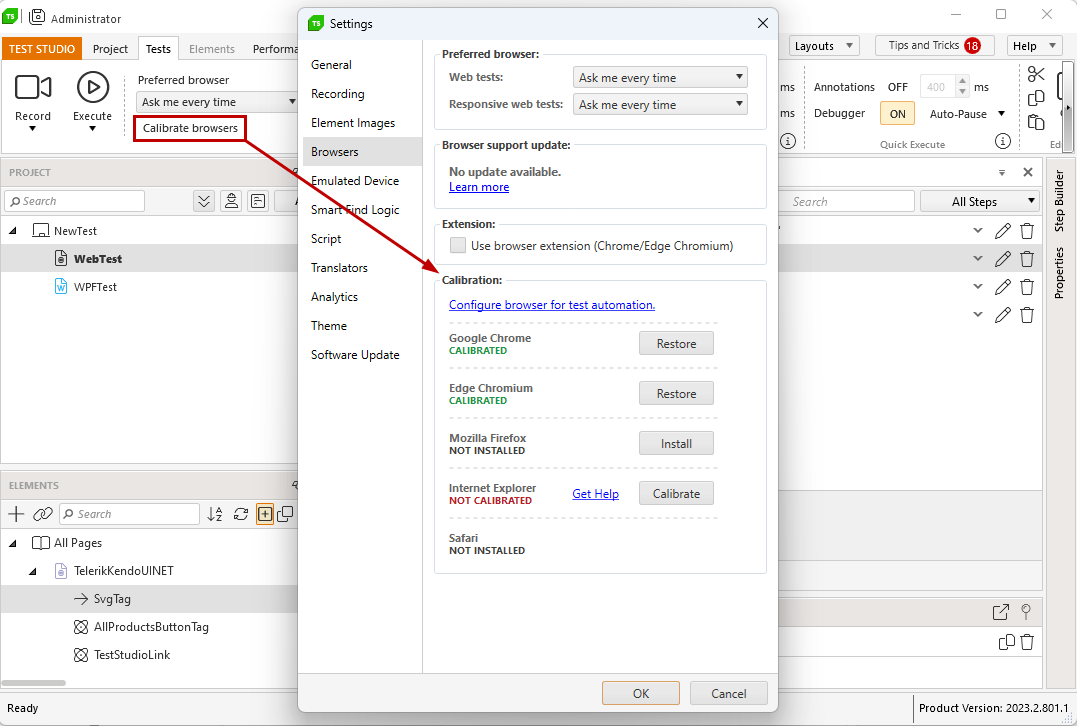 TS
Administrator
TEST STUDIO
Project
Tests
Elements
Performa
Layouts
Tips and Tricks 18
Help
Record
Execute
Preferred browser
Ask me every time
Calibrate browsers
ms
ms
Annotations OFF 400 ms
Debugger ON Auto-Pause
Quick Execute
Ed
PROJECT
Search
NewTest
WebTest
WPFTest
ELEMENTS
Search
All Pages
TelerikKendoUINET
SvgTag
AllProductsButtonTag
TestStudioLink
TS Settings
General
Recording
Element Images
Browsers
Emulated Device
Smart Find Logic
Script
Translators
Analytics
Theme
Software Update
Preferred browser:
Web tests: Ask me every time
Responsive web tests: Ask me every time
Browser support update:
No update available.
Learn more
Extension:
Use browser extension (Chrome/Edge Chromium)
Calibration:
Configure browser for test automation.
Google Chrome
CALIBRATED
Restore
Edge Chromium
CALIBRATED
Restore
Mozilla Firefox
NOT INSTALLED
Install
Internet Explorer
NOT CALIBRATED
Get Help
Calibrate
Safari
NOT INSTALLED
OK
Cancel
Search
All Steps
Step Builder
Properties
Ready
Product Version: 2023.2.801.1